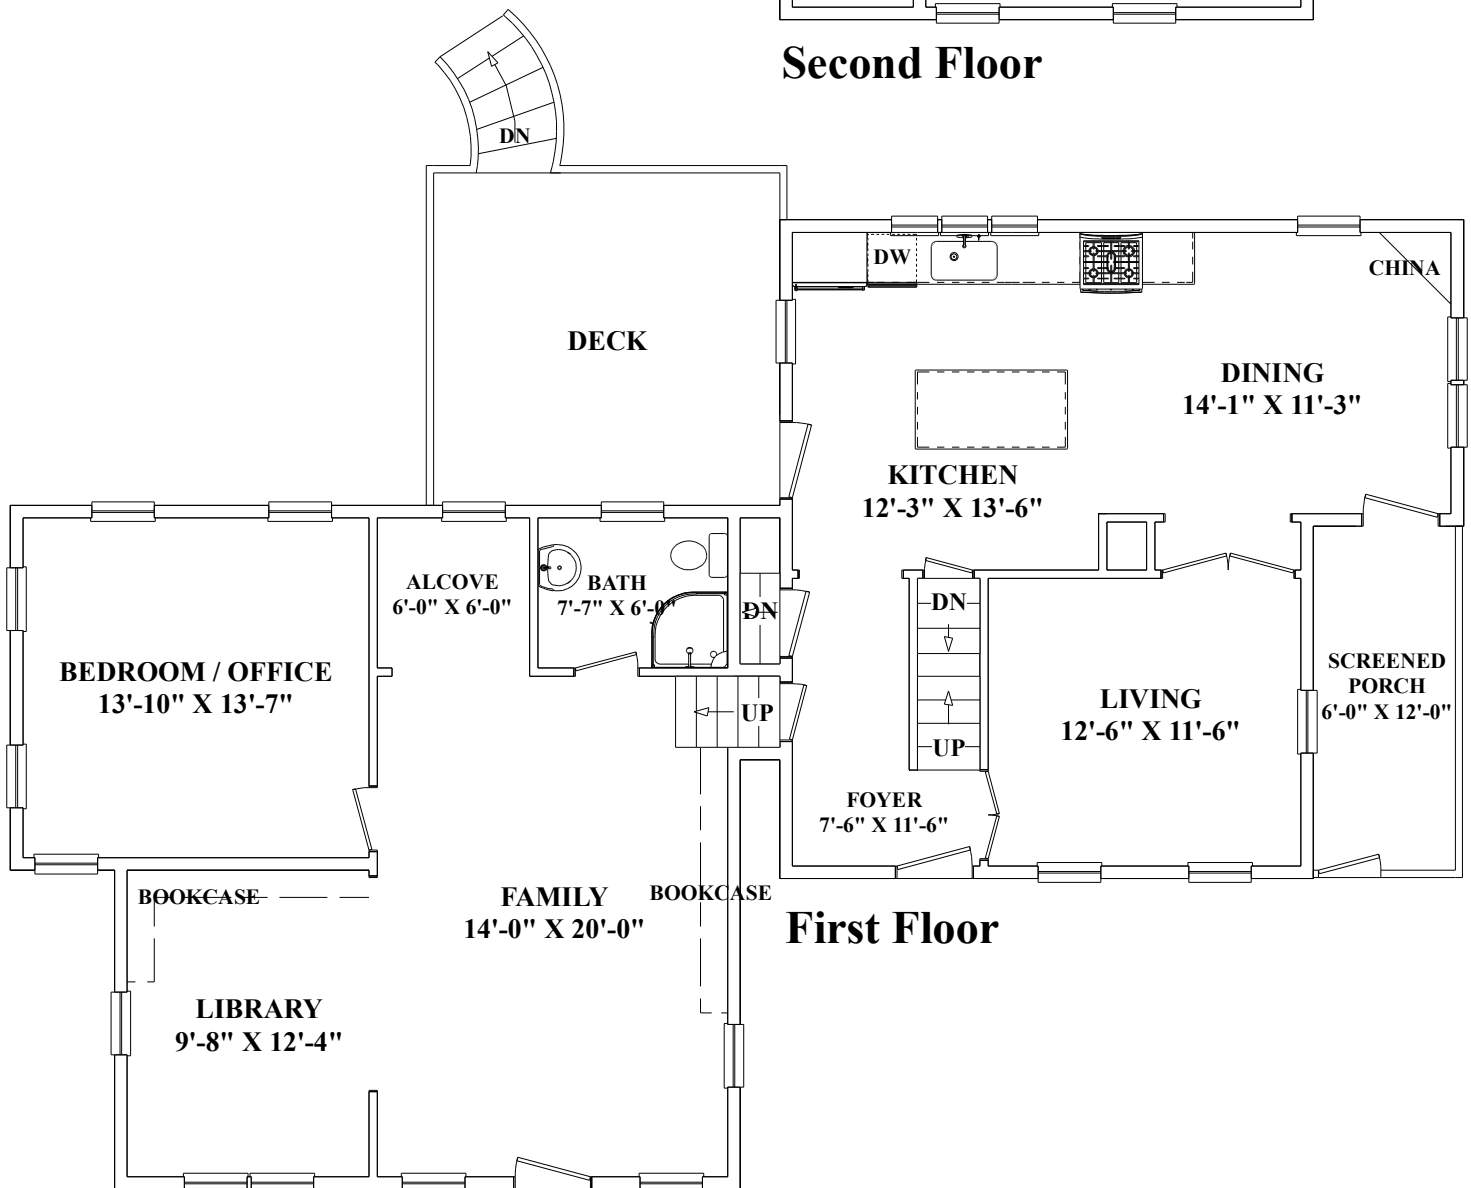 Second Floor
DN
DW
CHINA
DECK
DINING
14'-1" X 11'-3"
KITCHEN
12'-3" X 13'-6"
ALCOVE
6'-0" X 6'-0"
BATH
7'-7" X 6'-0"
DN
DN
BEDROOM / OFFICE
13'-10" X 13'-7"
SCREENED
PORCH
6'-0" X 12'-0"
LIVING
12'-6" X 11'-6"
UP
UP
FOYER
7'-6" X 11'-6"
BOOKCASE
FAMILY
14'-0" X 20'-0"
BOOKCASE
First Floor
LIBRARY
9'-8" X 12'-4"